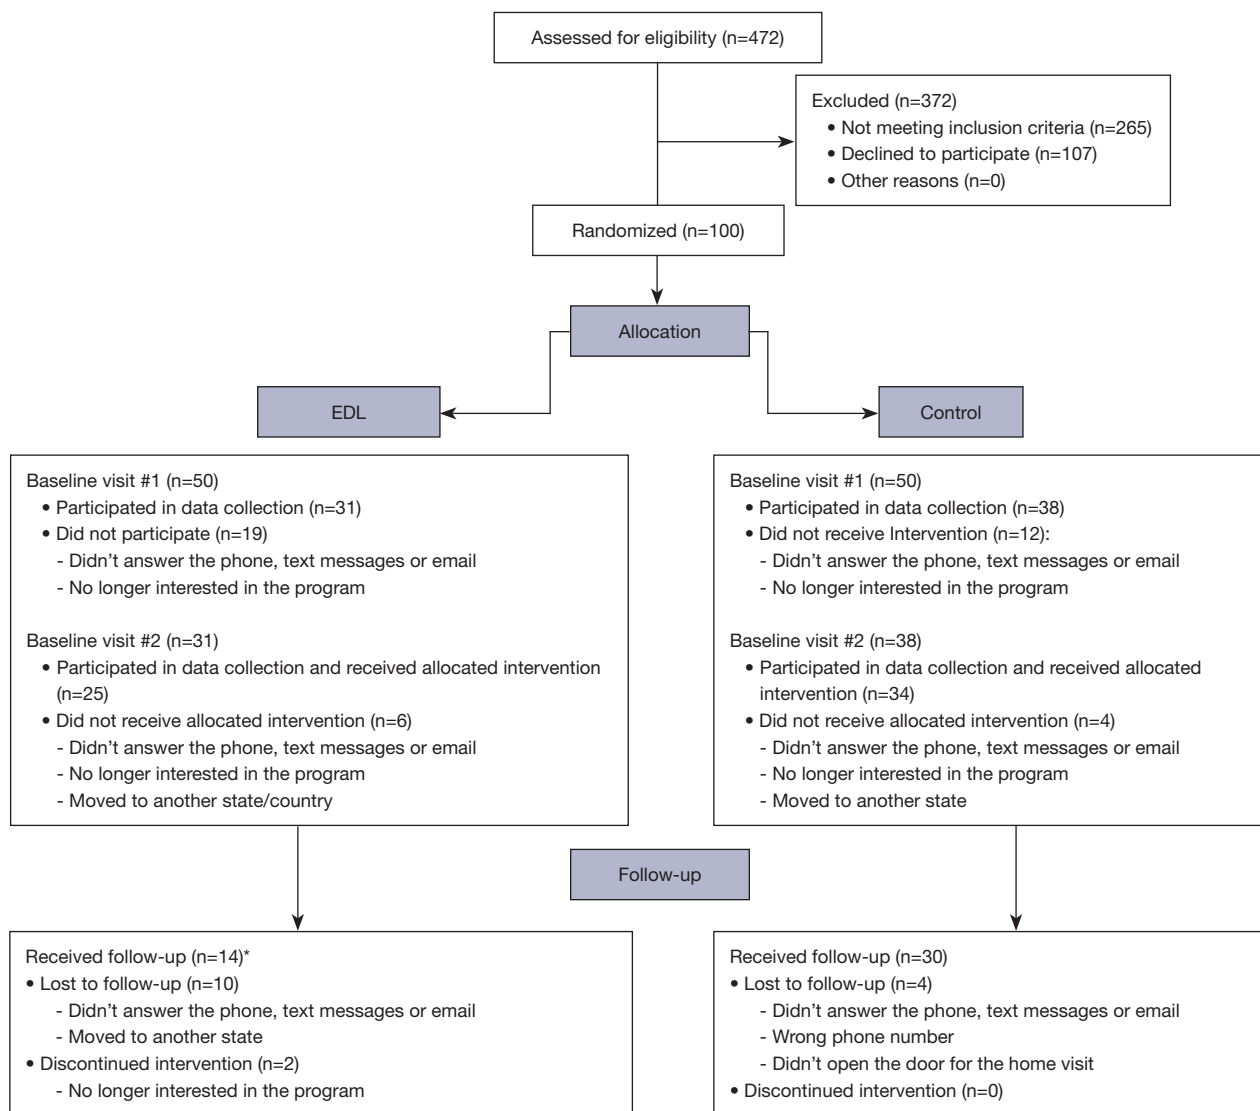 Assessed for eligibility (n=472)
Excluded (n=372)
• Not meeting inclusion criteria (n=265)
• Declined to participate (n=107)
• Other reasons (n=0)
Randomized (n=100)
Allocation
EDL
Control
Baseline visit #1 (n=50)
• Participated in data collection (n=31)
• Did not participate (n=19)
- Didn’t answer the phone, text messages or email
- No longer interested in the program
Baseline visit #2 (n=31)
• Participated in data collection and received allocated intervention
(n=25)
• Did not receive allocated intervention (n=6)
- Didn’t answer the phone, text messages or email
- No longer interested in the program
- Moved to another state/country
Baseline visit #1 (n=50)
• Participated in data collection (n=38)
• Did not receive Intervention (n=12):
- Didn’t answer the phone, text messages or email
- No longer interested in the program
Baseline visit #2 (n=38)
• Participated in data collection and received allocated
intervention (n=34)
• Did not receive allocated intervention (n=4)
- Didn’t answer the phone, text messages or email
- No longer interested in the program
- Moved to another state
Follow-up
Received follow-up (n=14)*
• Lost to follow-up (n=10)
- Didn’t answer the phone, text messages or email
- Moved to another state
• Discontinued intervention (n=2)
- No longer interested in the program
Received follow-up (n=30)
• Lost to follow-up (n=4)
- Didn’t answer the phone, text messages or email
- Wrong phone number
- Didn’t open the door for the home visit
• Discontinued intervention (n=0)